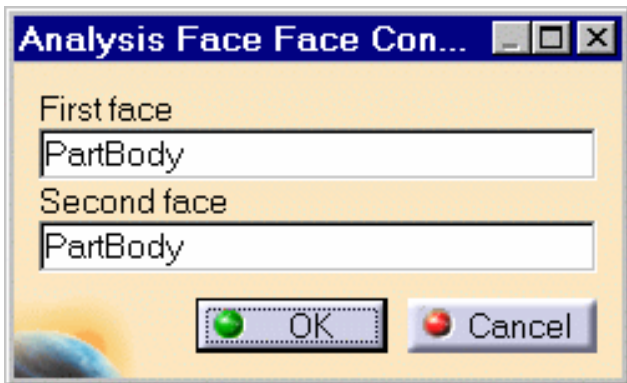 Analysis Face Face Con...
First face
PartBody
Second face
PartBody
OK Cancel